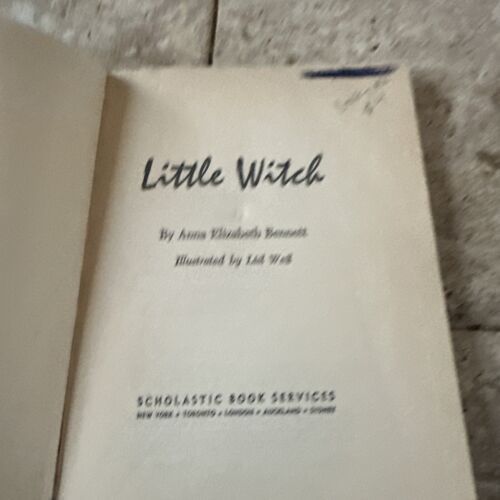 Little Witch
By Anna Elizabeth Bennett
Illustrated by
SCHOLASTIC BOOK SERVICES
NEW YORK • TORONTO • LONDON • AUCKLAND • SYDNEY